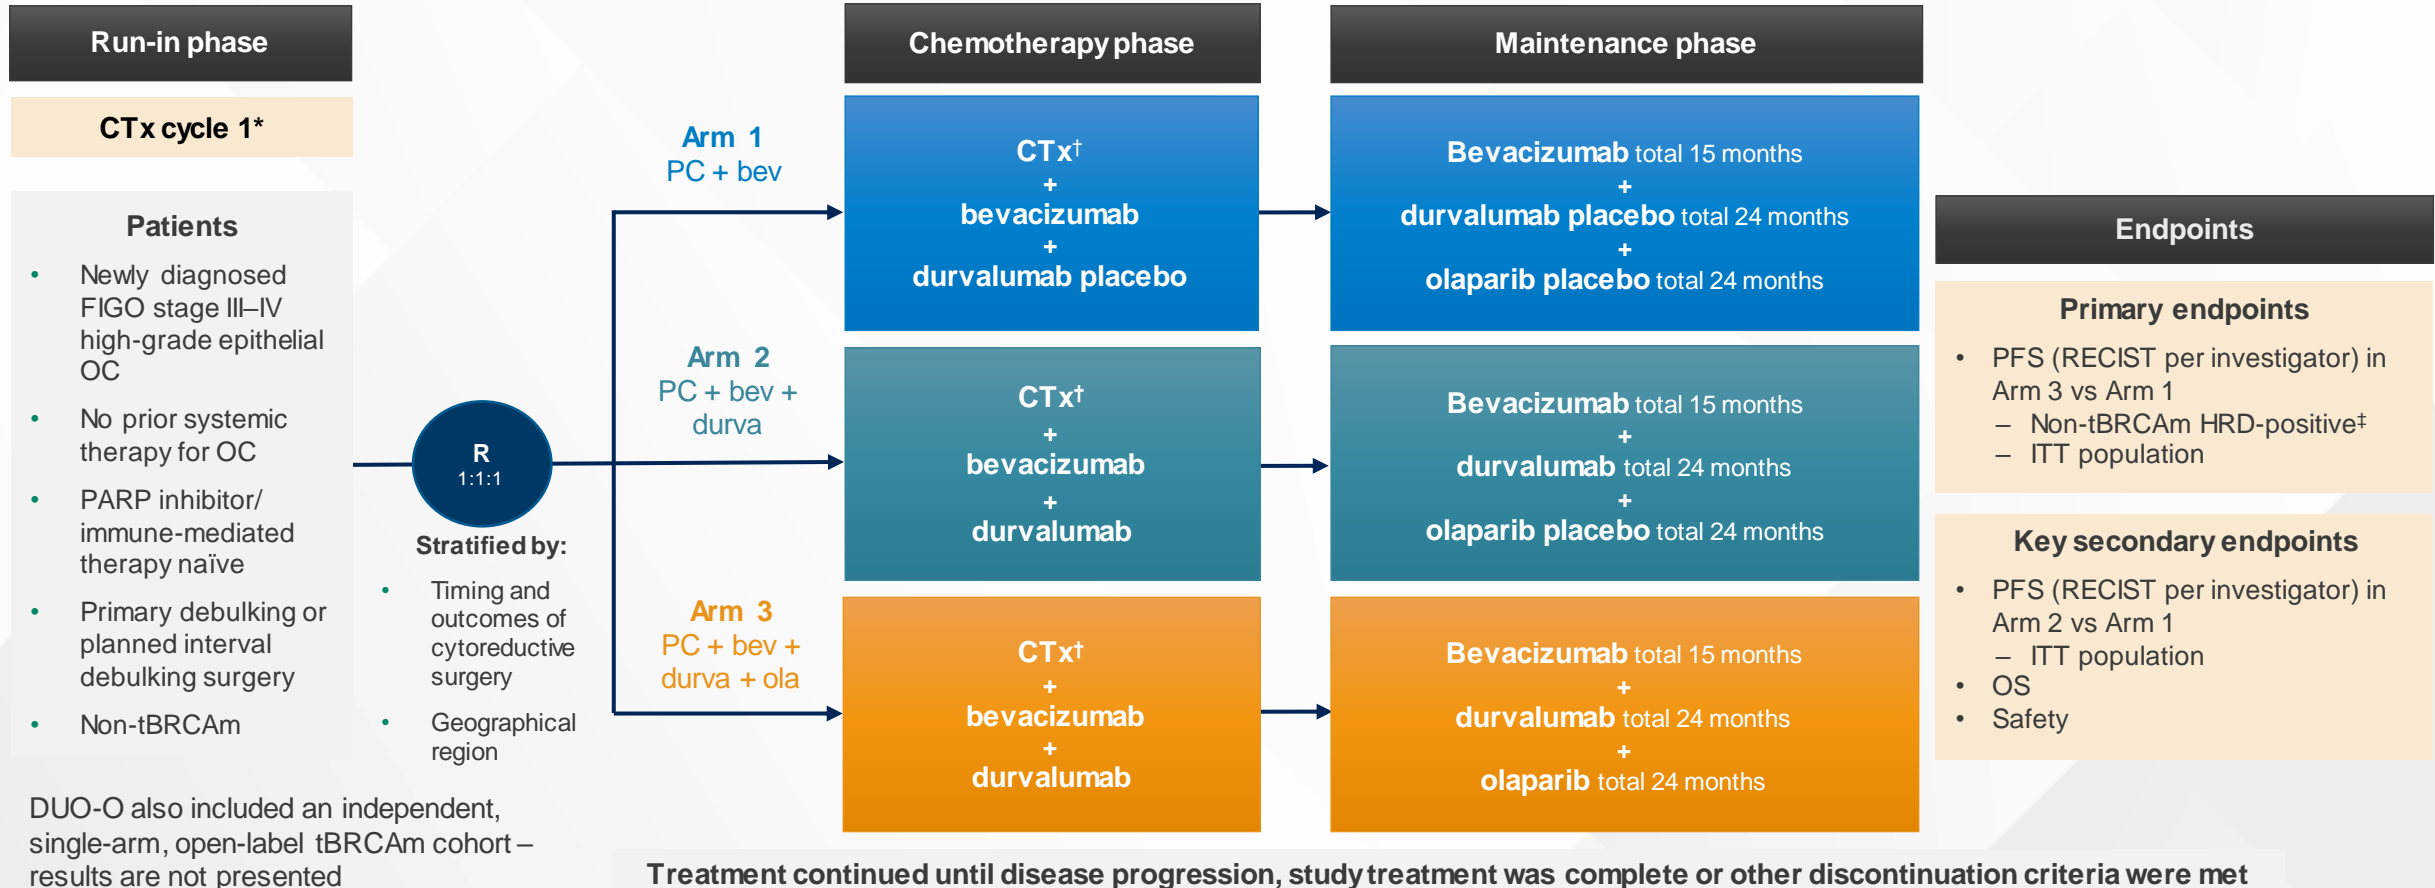 Run-in phase
CTx cycle 1*
Patients
• Newly diagnosed
FIGO stage III–IV
high-grade epithelial
OC
• No prior systemic
therapy for OC
• PARP inhibitor/
immune-mediated
therapy naïve
• Primary debulking or
planned interval
debulking surgery
• Non-tBRCAm
DUO-O also included an independent,
single-arm, open-label tBRCAm cohort –
results are not presented
R
1:1:1
Stratified by:
• Timing and
outcomes of
cytoreductive
surgery
• Geographical
region
Arm 1
PC + bev
Arm 2
PC + bev +
durva
Arm 3
PC + bev +
durva + ola
Chemotherapy phase
CTx†
+
bevacizumab
+
durvalumab placebo
CTx†
+
bevacizumab
+
durvalumab
CTx†
+
bevacizumab
+
durvalumab
Maintenance phase
Bevacizumab total 15 months
+
durvalumab placebo total 24 months
+
olaparib placebo total 24 months
Bevacizumab total 15 months
+
durvalumab total 24 months
+
olaparib placebo total 24 months
Bevacizumab total 15 months
+
durvalumab total 24 months
+
olaparib total 24 months
Endpoints
Primary endpoints
• PFS (RECIST per investigator) in
Arm 3 vs Arm 1
– Non-tBRCAm HRD-positive‡
– ITT population
Key secondary endpoints
• PFS (RECIST per investigator) in
Arm 2 vs Arm 1
– ITT population
• OS
• Safety
Treatment continued until disease progression, study treatment was complete or other discontinuation criteria were met